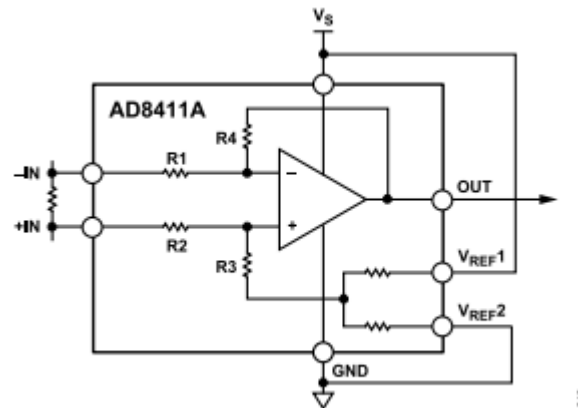 VS
AD8411A
R4
–IN
R1
–
OUT
+IN
+
R2
R3
VREF1
VREF2
GND